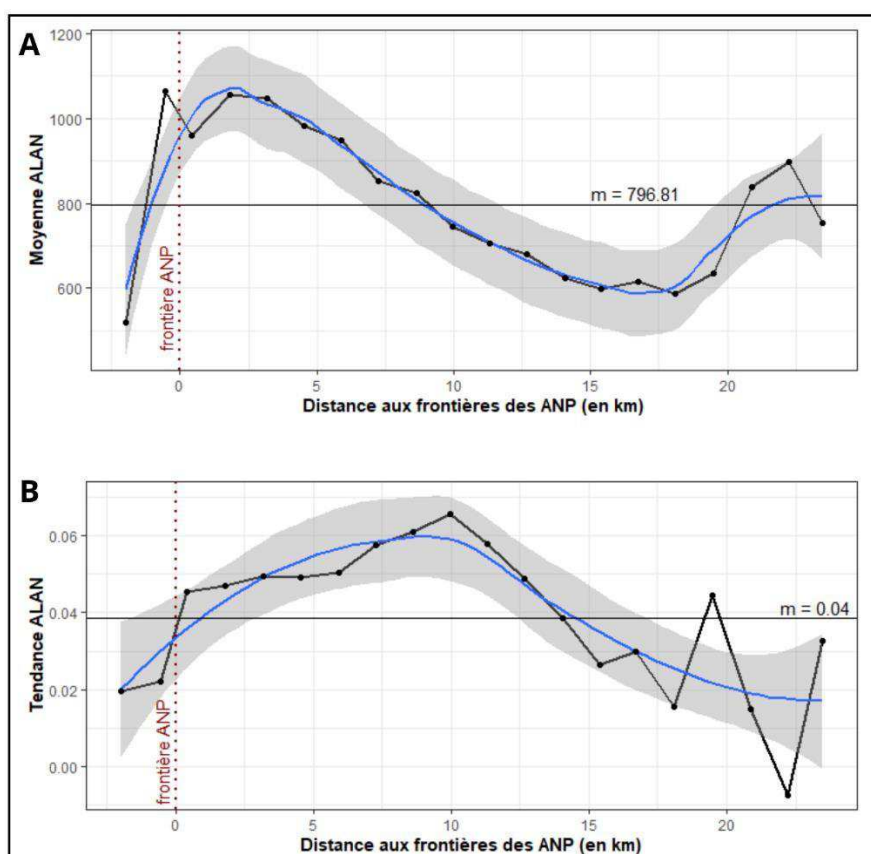 A
Moyenne ALAN
1200
1000
800
600
m = 796.81
frontière ANP
0
5
10
15
20
Distance aux frontières des ANP (en km)
B
Tendance ALAN
0.06
0.04
0.02
0.00
m = 0.04
frontière ANP
0
5
10
15
20
Distance aux frontières des ANP (en km)